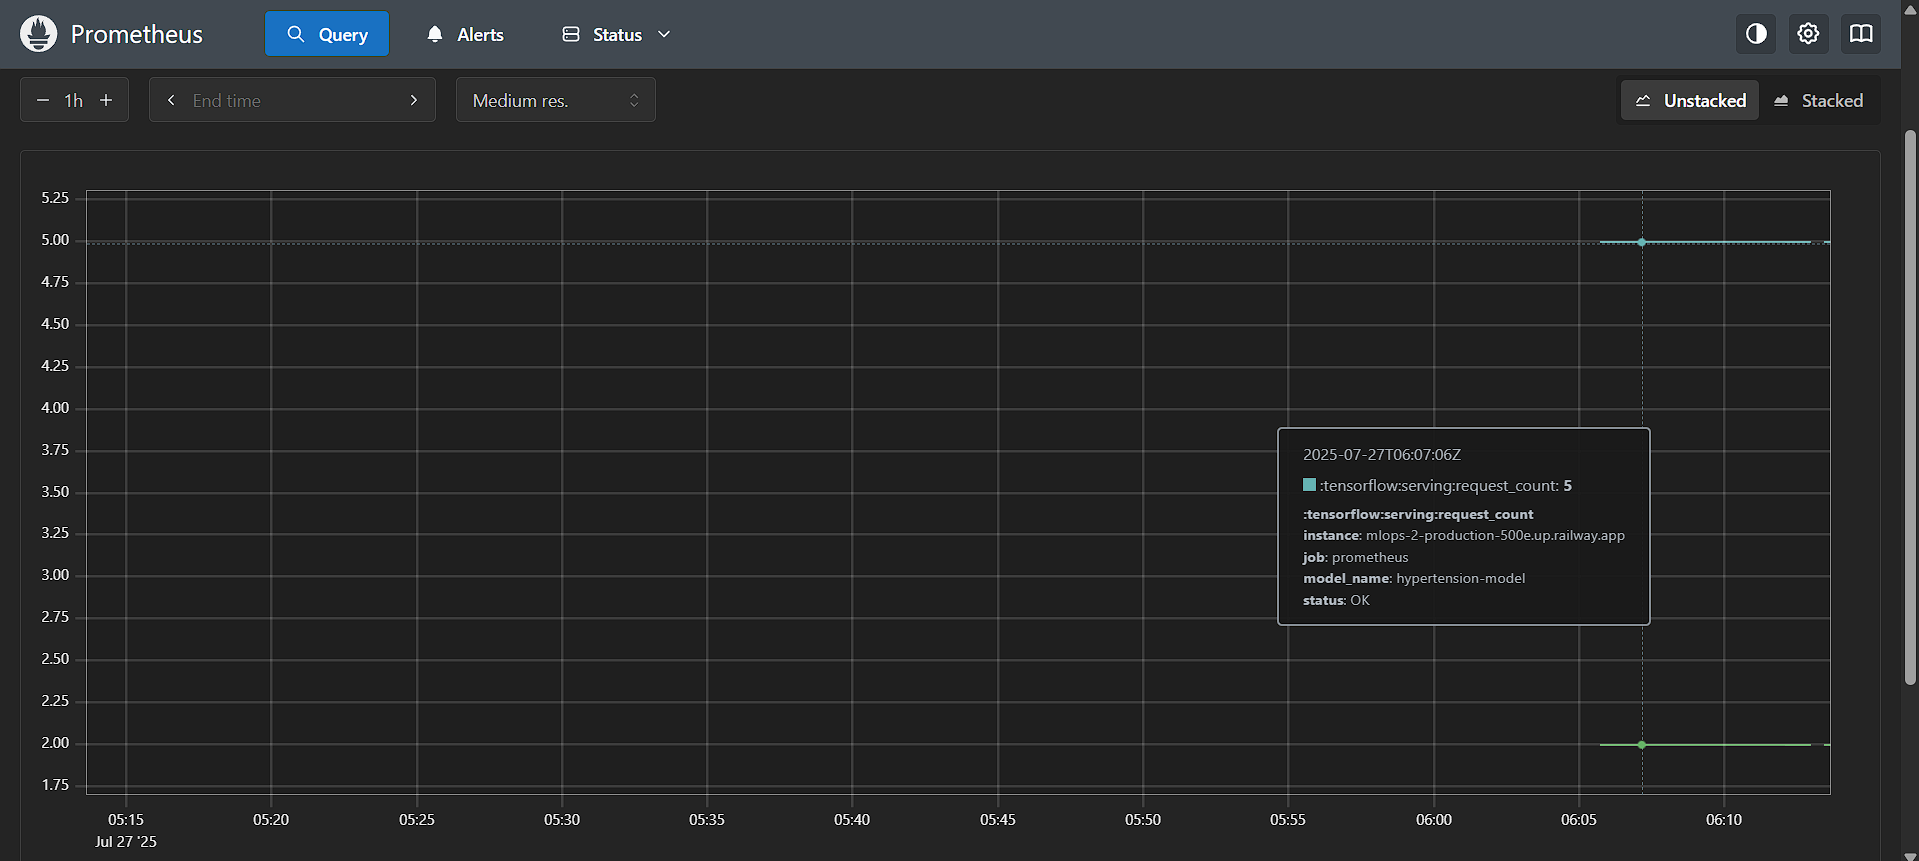 Prometheus
Query
Alerts
Status
1h
End time
Medium res.
Unstacked
Stacked
5.25
5.00
4.75
4.50
4.25
4.00
3.75
3.50
3.25
3.00
2.75
2.50
2.25
2.00
1.75
2025-07-27T06:07:06Z
:tensorflow:serving:request_count: 5
:tensorflow:serving:request_count
instance: mlops-2-production-500e.up.railway.app
job: prometheus
model_name: hypertension-model
status: OK
05:15 05:20 05:25 05:30 05:35 05:40 05:45 05:50 05:55 06:00 06:05 06:10
Jul 27 '25